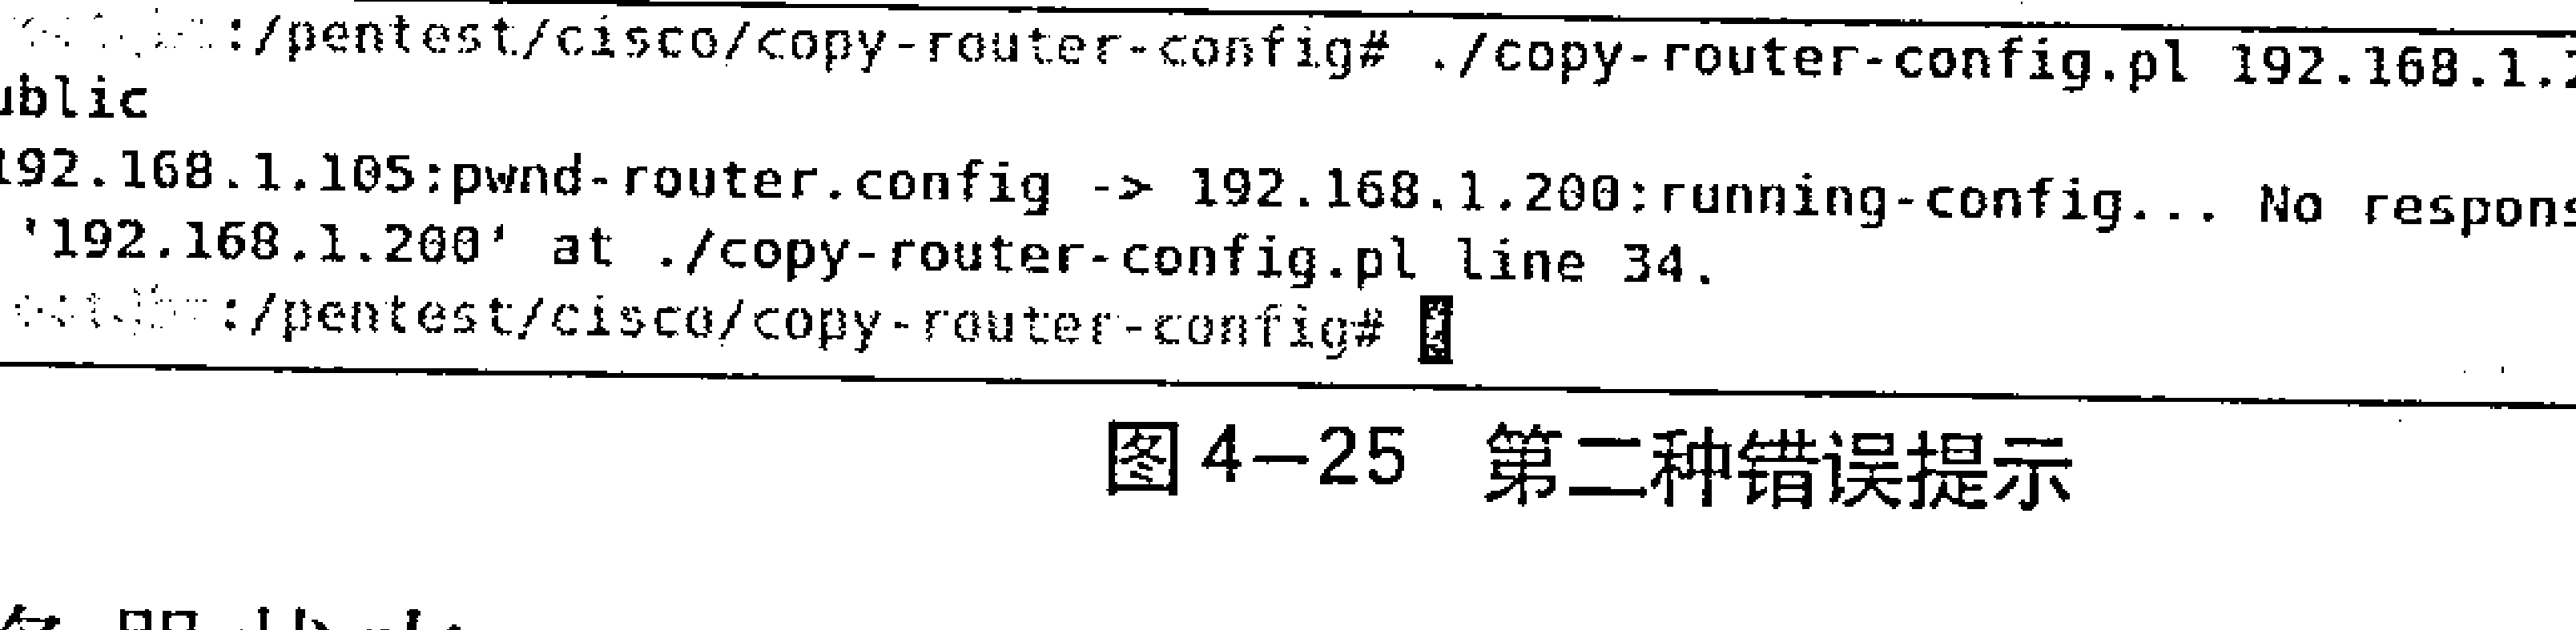 :/pentest/cisco/copy-router-config# ./copy-router-config.pl 192.168.1.2
ublic
192.168.1.105:pwnd-router.config -> 192.168.1.200:running-config... No respons
'192.168.1.200' at ./copy-router-config.pl line 34.
:/pentest/cisco/copy-router-config#
图 4—25 第二种错误提示